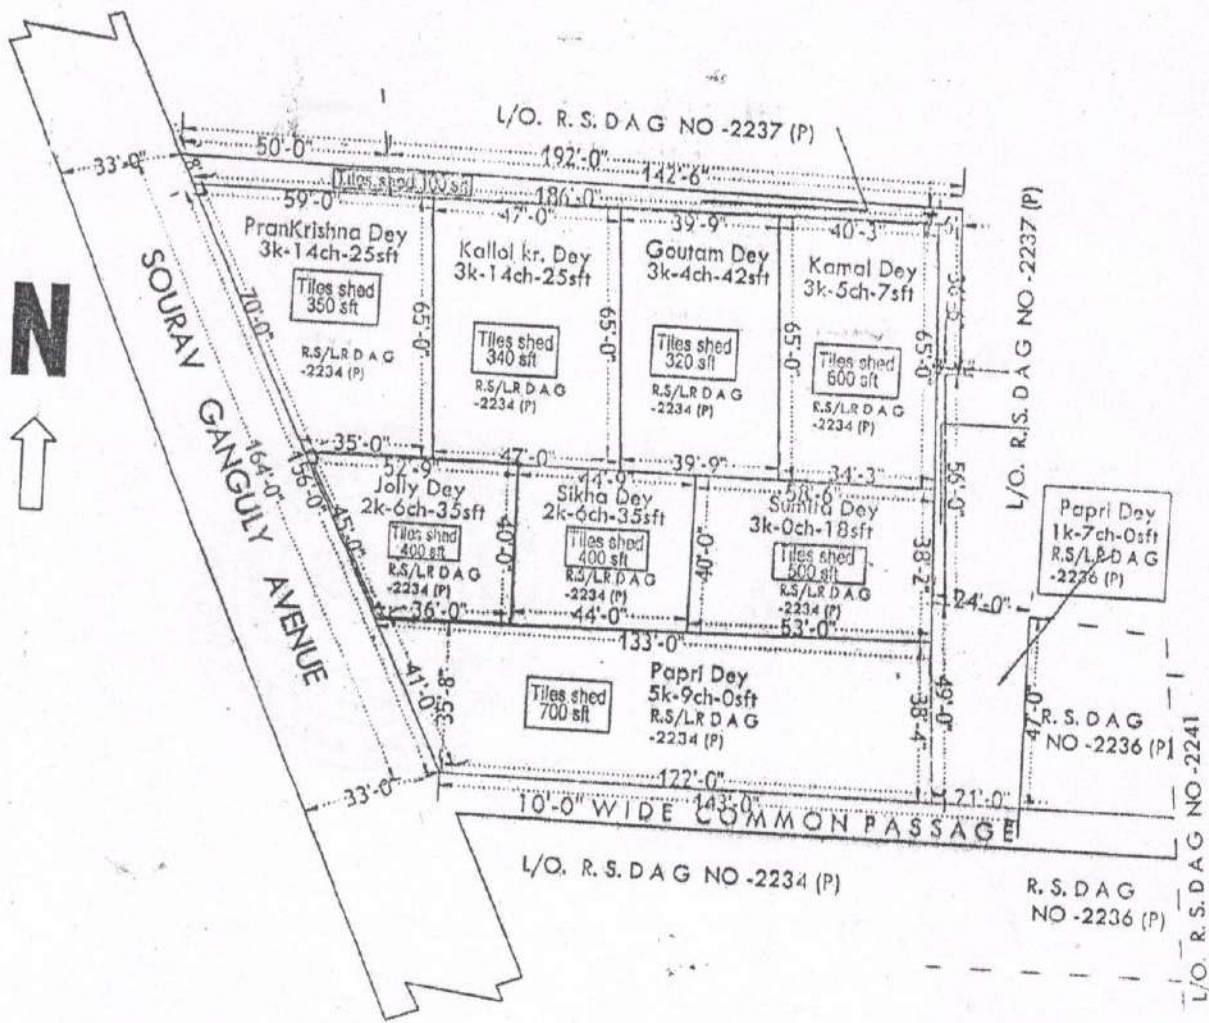 L/O. R.S. DAG NO -2237 (P)
50'-0"
192'-0"
142'-6"
33'-0"
Tiles shed 100 sft
186'-0"
59'-0"
47'-0"
39'-9"
40'-3"
L/O. R.S. DAG NO -2237 (P)
N
PranKrishna Dey
3k-14ch-25sft
Tiles shed
350 sft
R.S/LR DAG
-2234 (P)
65'-0"
Kallol kr. Dey
3k-14ch-25sft
Tiles shed
340 sft
R.S/LR DAG
-2234 (P)
65'-0"
Goutam Dey
3k-4ch-42sft
Tiles shed
320 sft
R.S/LR DAG
-2234 (P)
65'-0"
Kamal Dey
3k-5ch-7sft
Tiles shed
600 sft
R.S/LR DAG
-2234 (P)
65'-0"
SOURAV GANGULY AVENUE
70'-0"
164'-0"
156'-0"
45'-0"
41'-0"
35'-0"
47'-0"
39'-9"
34'-3"
52'-9"
44'-9"
58'-6"
55'-0"
Jolly Dey
2k-6ch-35sft
Tiles shed
400 sft
R.S/LR DAG
-2234 (P)
40'-0"
Sikha Dey
2k-6ch-35sft
Tiles shed
400 sft
R.S/LR DAG
-2234 (P)
40'-0"
Sumita Dey
3k-0ch-18sft
Tiles shed
500 sft
R.S/LR DAG
-2234 (P)
38'-2"
Papri Dey
1k-7ch-0sft
R.S/LR DAG
-2236 (P)
24'-0"
36'-0"
44'-0"
53'-0"
133'-0"
35'-8"
Papri Dey
5k-9ch-0sft
R.S/LR DAG
-2234 (P)
Tiles shed
700 sft
38'-4"
49'-0"
47'-0"
R.S. DAG
NO -2236 (P)
33'-0"
122'-0"
143'-0"
21'-0"
10'-0" WIDE COMMON PASSAGE
L/O. R.S. DAG NO -2234 (P)
R.S. DAG
NO -2236 (P)
L/O. R.S. DAG NO -2241